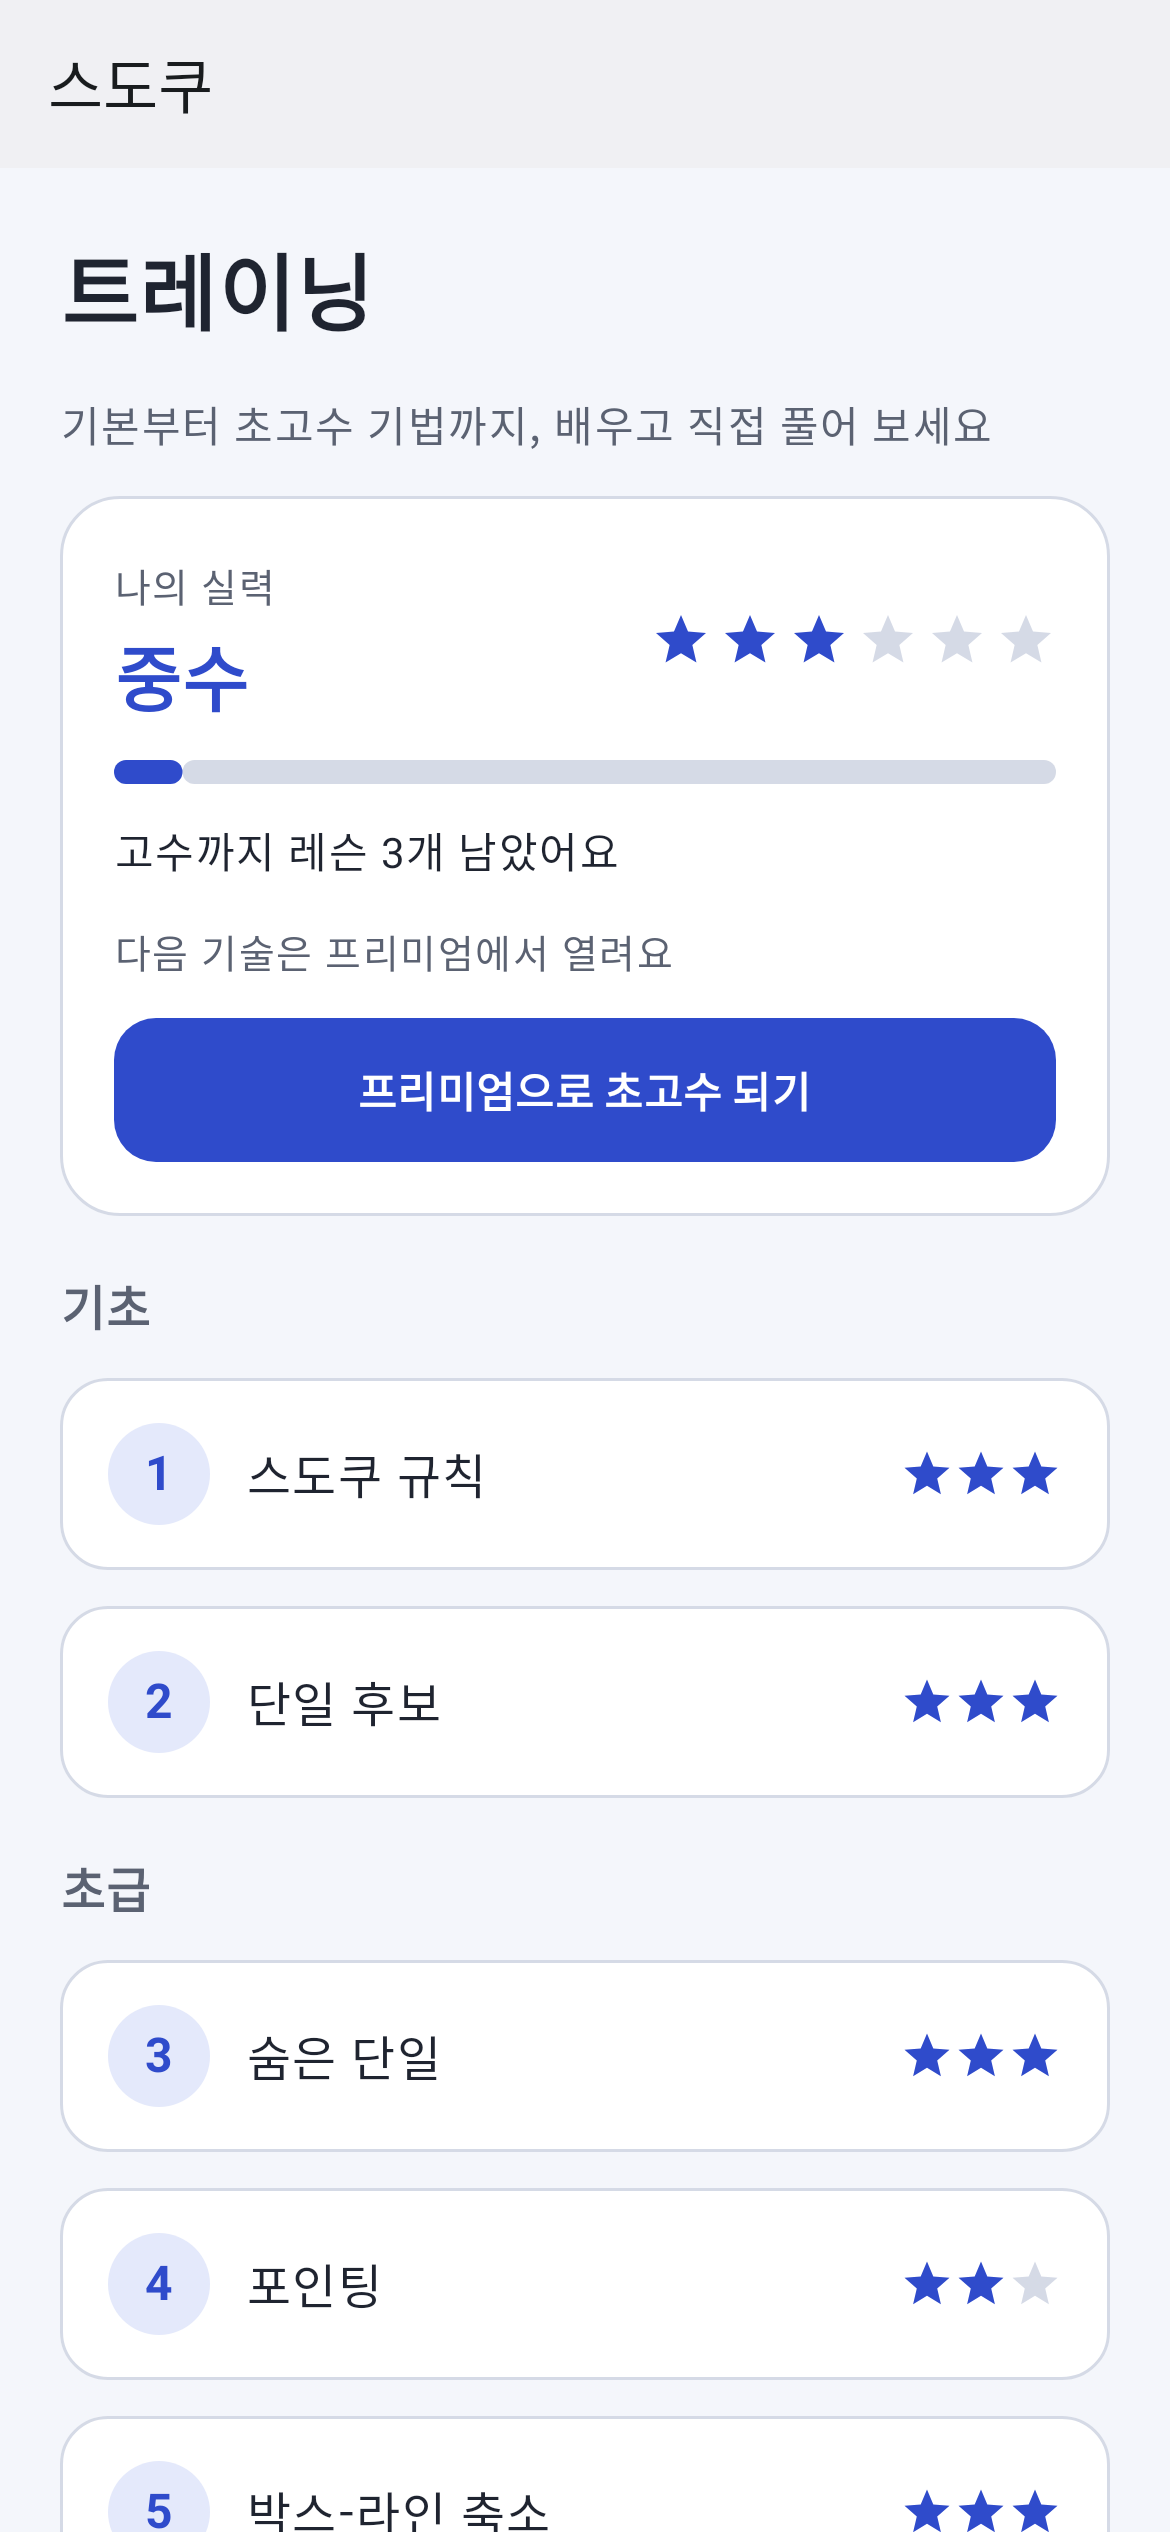 스도쿠
트레이닝
기본부터 초고수 기법까지, 배우고 직접 풀어 보세요
나의 실력
중수
고수까지 레슨 3개 남았어요
다음 기술은 프리미엄에서 열려요
프리미엄으로 초고수 되기
기초
1 스도쿠 규칙
2 단일 후보
초급
3 숨은 단일
4 포인팅
5 박스-라인 축소